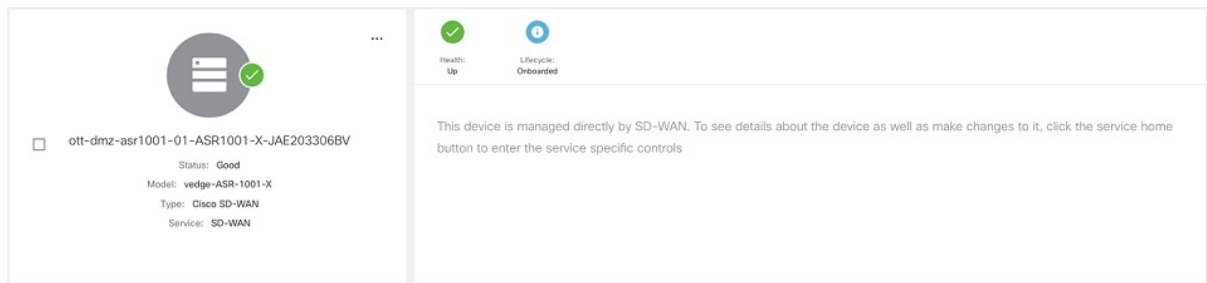 ...
ott-dmz-asr1001-01-ASR1001-X-JAE203306BV
Status: Good
Model: vedge-ASR-1001-X
Type: Cisco SD-WAN
Service: SD-WAN
Health:
Up
Lifecycle:
Onboarded
This device is managed directly by SD-WAN. To see details about the device as well as make changes to it, click the service home
button to enter the service specific controls